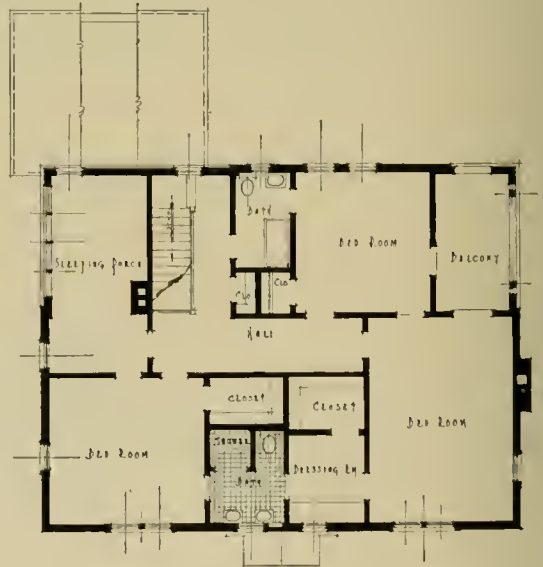 BATH
BED ROOM
BALCONY
SLEEPING PORCH
CLO
CLO
HALL
CLOSET
CLOSET
BED ROOM
BED ROOM
SHOWER
BATH
DRESSING RM